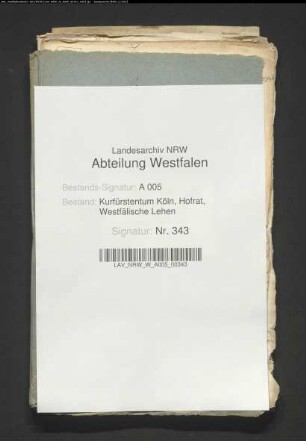 Landesarchiv NRW
Abteilung Westfalen
Bestands-Signatur: A 005
Bestand: Kurfürstentum Köln, Hofrat,
Westfälische Lehen
Signatur: Nr. 343
LAV_NRW_W_A005_00343